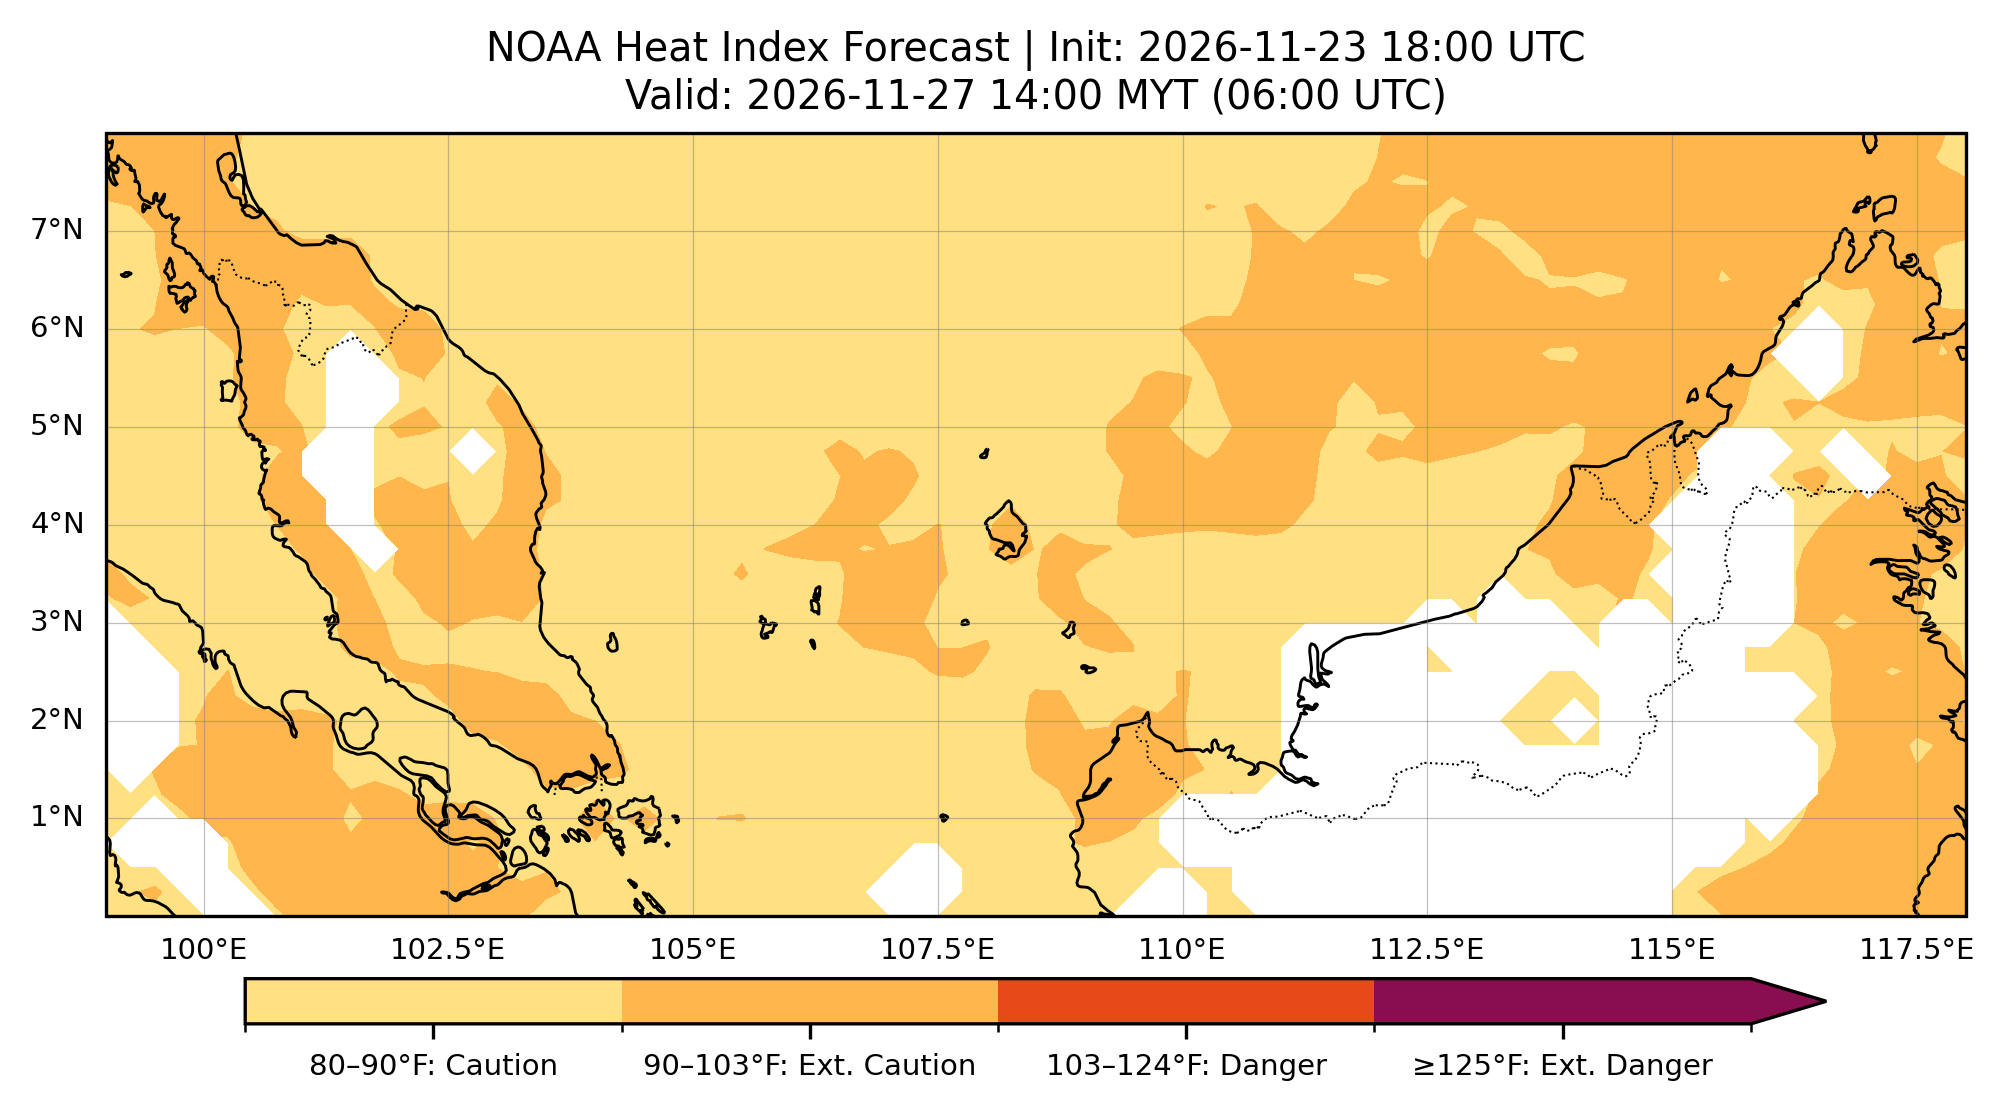 NOAA Heat Index Forecast | Init: 2026-11-23 18:00 UTC
Valid: 2026-11-27 14:00 MYT (06:00 UTC)
7°N
6°N
5°N
4°N
3°N
2°N
1°N
100°E 102.5°E 105°E 107.5°E 110°E 112.5°E 115°E 117.5°E
80–90°F: Caution 90–103°F: Ext. Caution 103–124°F: Danger ≥125°F: Ext. Danger